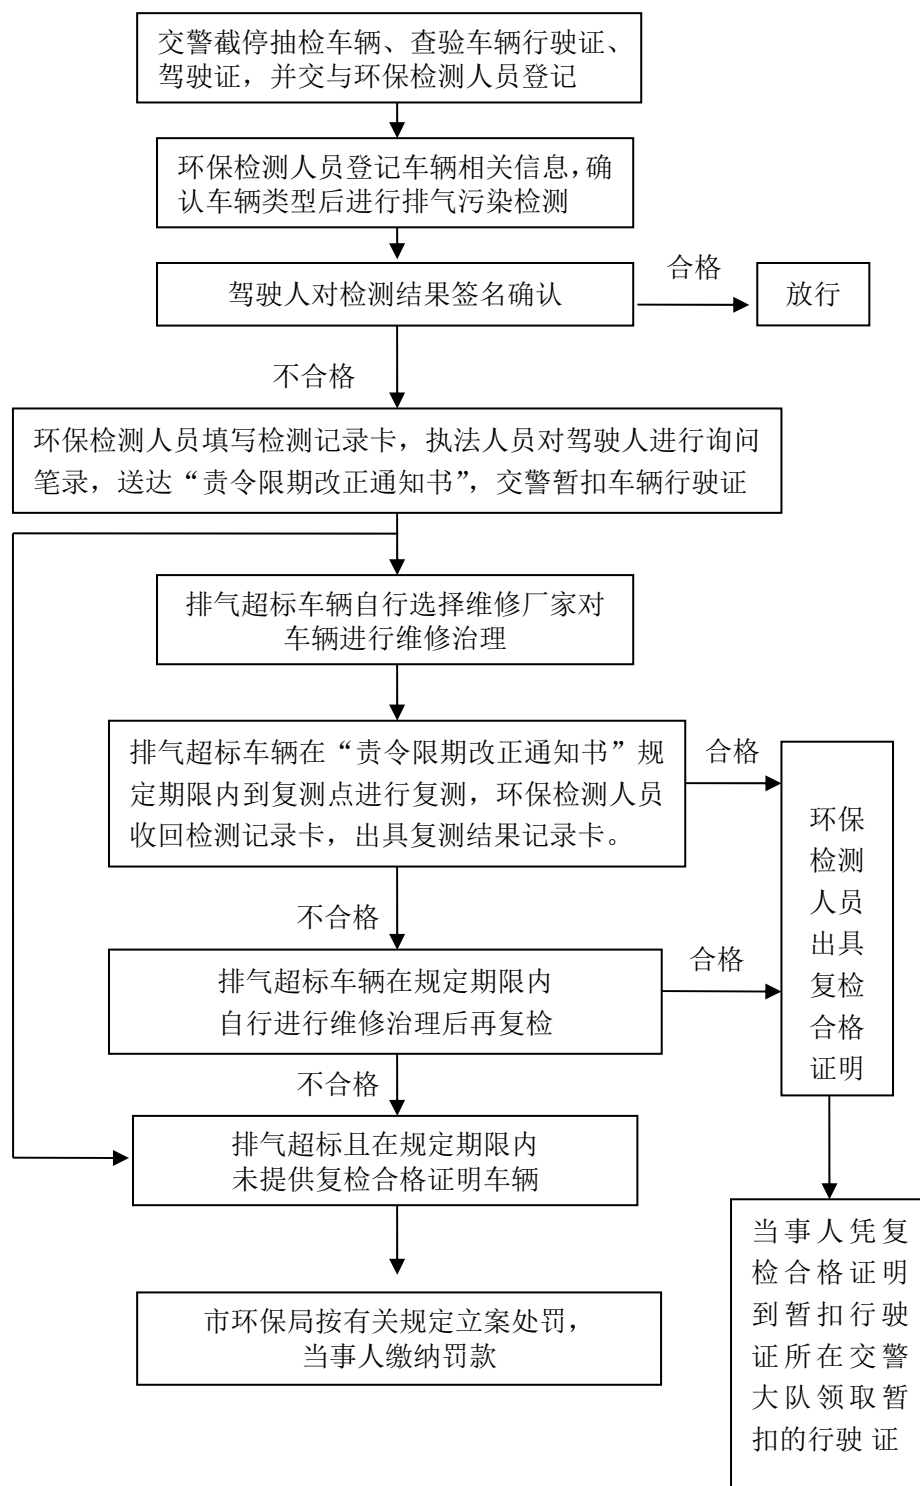 交警截停抽检车辆、查验车辆行驶证、
驾驶证，并交与环保检测人员登记
环保检测人员登记车辆相关信息，确
认车辆类型后进行排气污染检测
驾驶人对检测结果签名确认
合格
放行
不合格
环保检测人员填写检测记录卡，执法人员对驾驶人进行询问
笔录，送达“责令限期改正通知书”，交警暂扣车辆行驶证
排气超标车辆自行选择维修厂家对
车辆进行维修治理
排气超标车辆在“责令限期改正通知书”规
定期限内到复测点进行复测，环保检测人员
收回检测记录卡，出具复测结果记录卡。
合格
环保
检测
人员
出具
复检
合格
证明
不合格
排气超标车辆在规定期限内
自行进行维修治理后再复检
合格
不合格
排气超标且在规定期限内
未提供复检合格证明车辆
市环保局按有关规定立案处罚，
当事人缴纳罚款
当事人凭复
检合格证明
到暂扣行驶
证所在交警
大队领取暂
扣的行驶 证